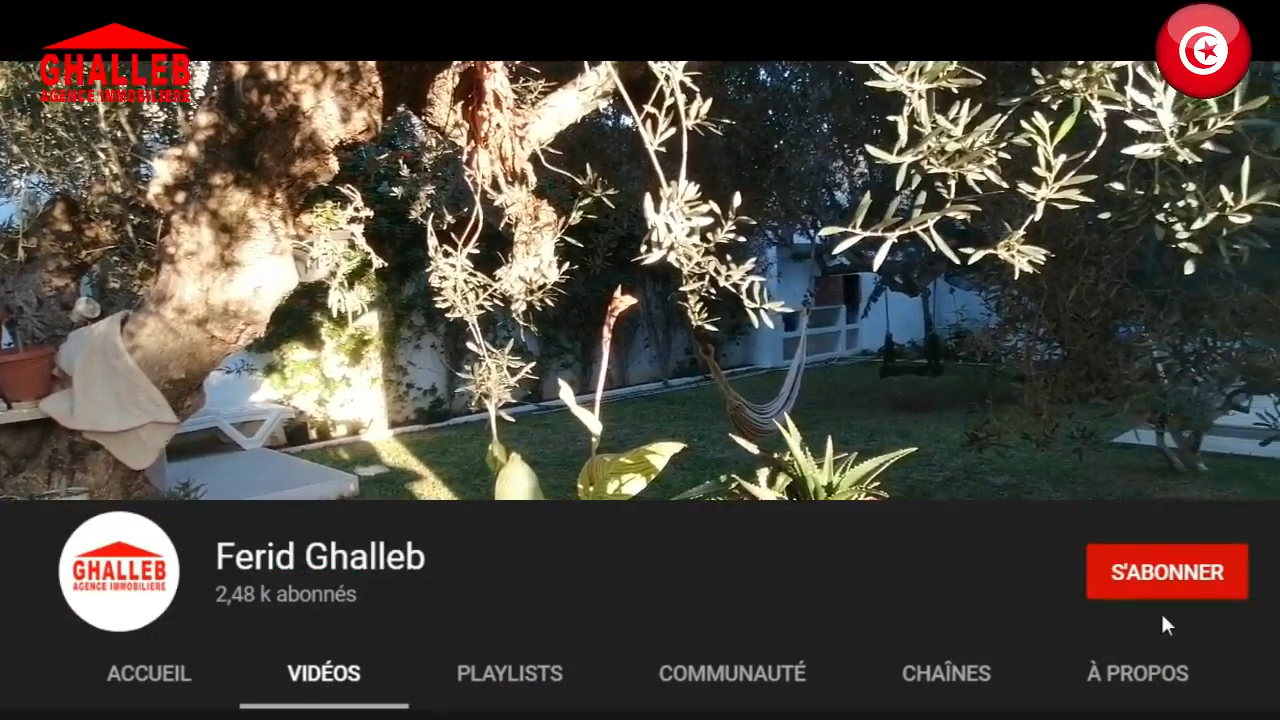 GHALLEB
AGENCE IMMOBILIERE
GHALLEB
AGENCE IMMOBILIERE
Ferid Ghalleb
2,48 k abonnés
S'ABONNER
ACCUEIL
VIDÉOS
PLAYLISTS
COMMUNAUTÉ
CHAÎNES
À PROPOS